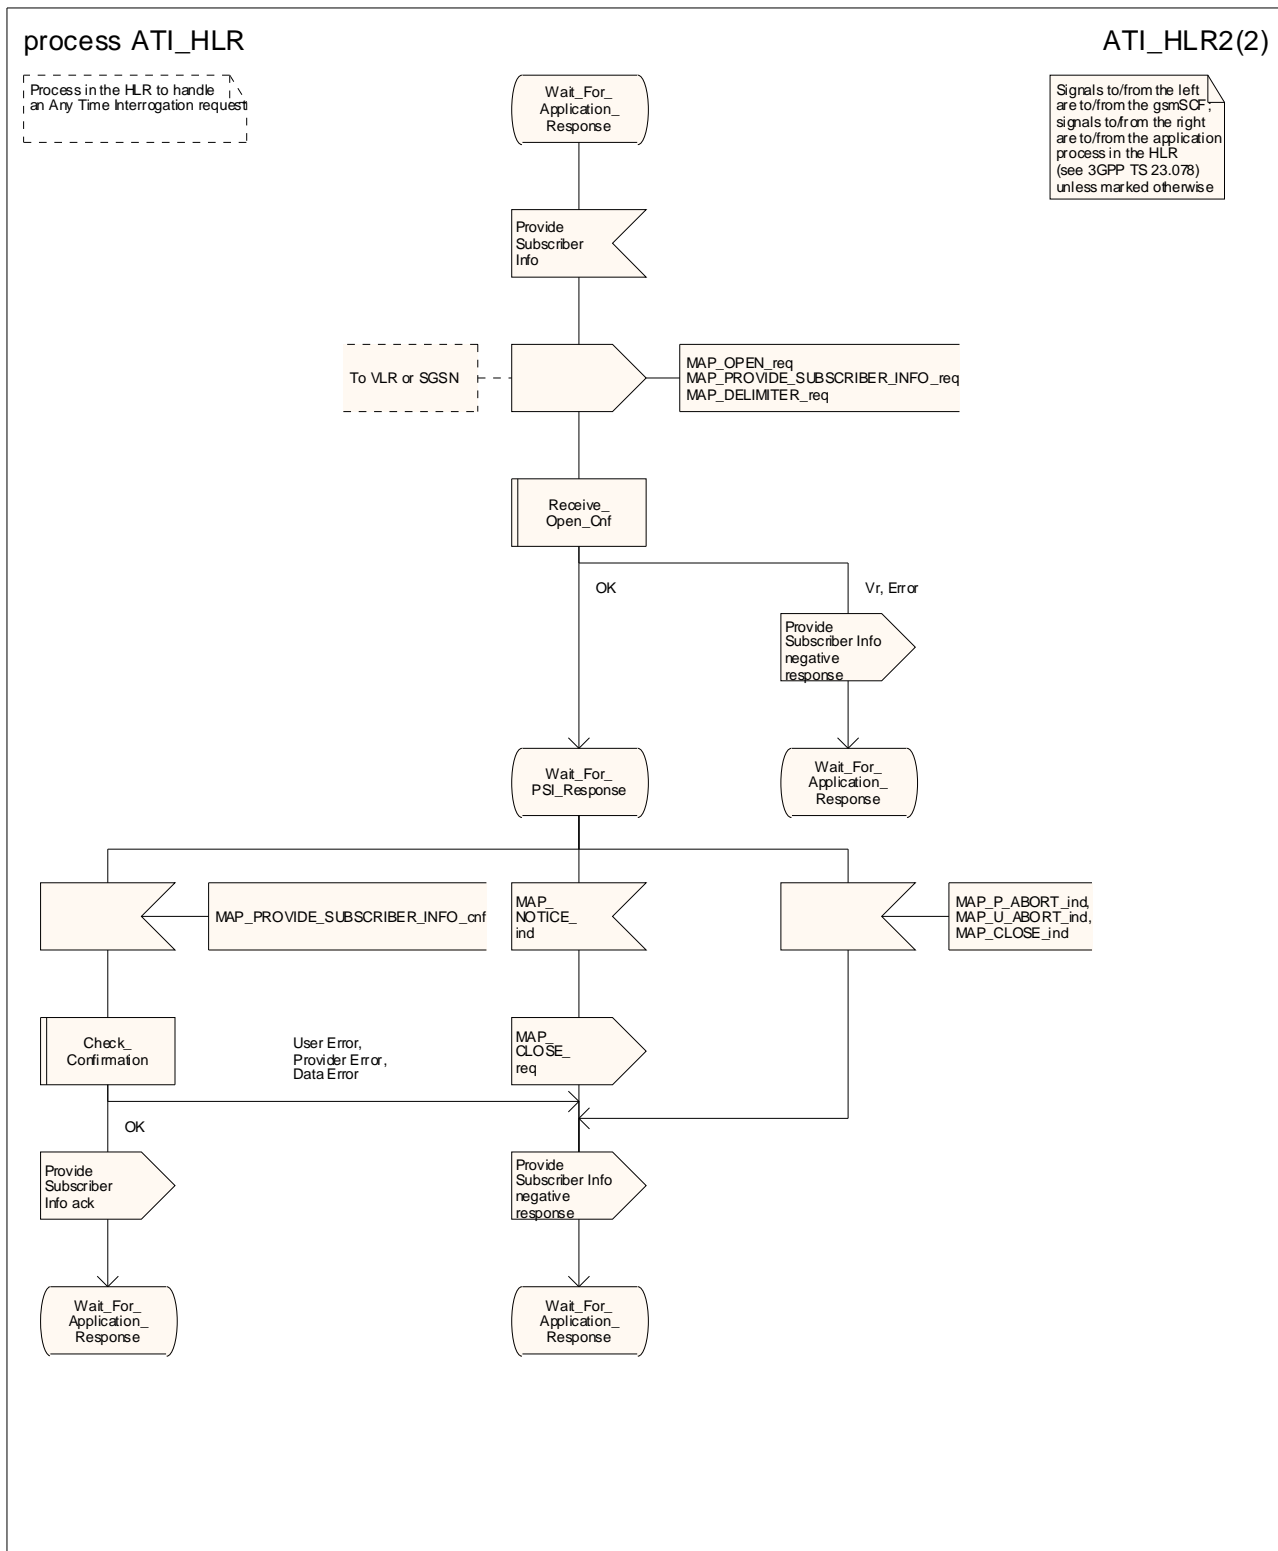 process ATI_HLR
ATI_HLR2(2)
Process in the HLR to handle
an Any Time Interrogation request
Wait_For_
Application_
Response
Signals to/from the left
are to/from the gsmSCF;
signals to/from the right
are to/from the application
process in the HLR
(see 3GPP TS 23.078)
unless marked otherwise
Provide
Subscriber
Info
To VLR or SGSN
MAP_OPEN_req
MAP_PROVIDE_SUBSCRIBER_INFO_req
MAP_DELIMITER_req
Receive_
Open_Cnf
OK
Vr, Error
Provide
Subscriber Info
negative
response
Wait_For_
PSI_Response
Wait_For_
Application_
Response
MAP_PROVIDE_SUBSCRIBER_INFO_cnf
MAP_
NOTICE_
ind
MAP_P_ABORT_ind,
MAP_U_ABORT_ind,
MAP_CLOSE_ind
Check_
Confirmation
User Error,
Provider Error,
Data Error
MAP_
CLOSE_
req
OK
Provide
Subscriber
Info ack
Provide
Subscriber Info
negative
response
Wait_For_
Application_
Response
Wait_For_
Application_
Response